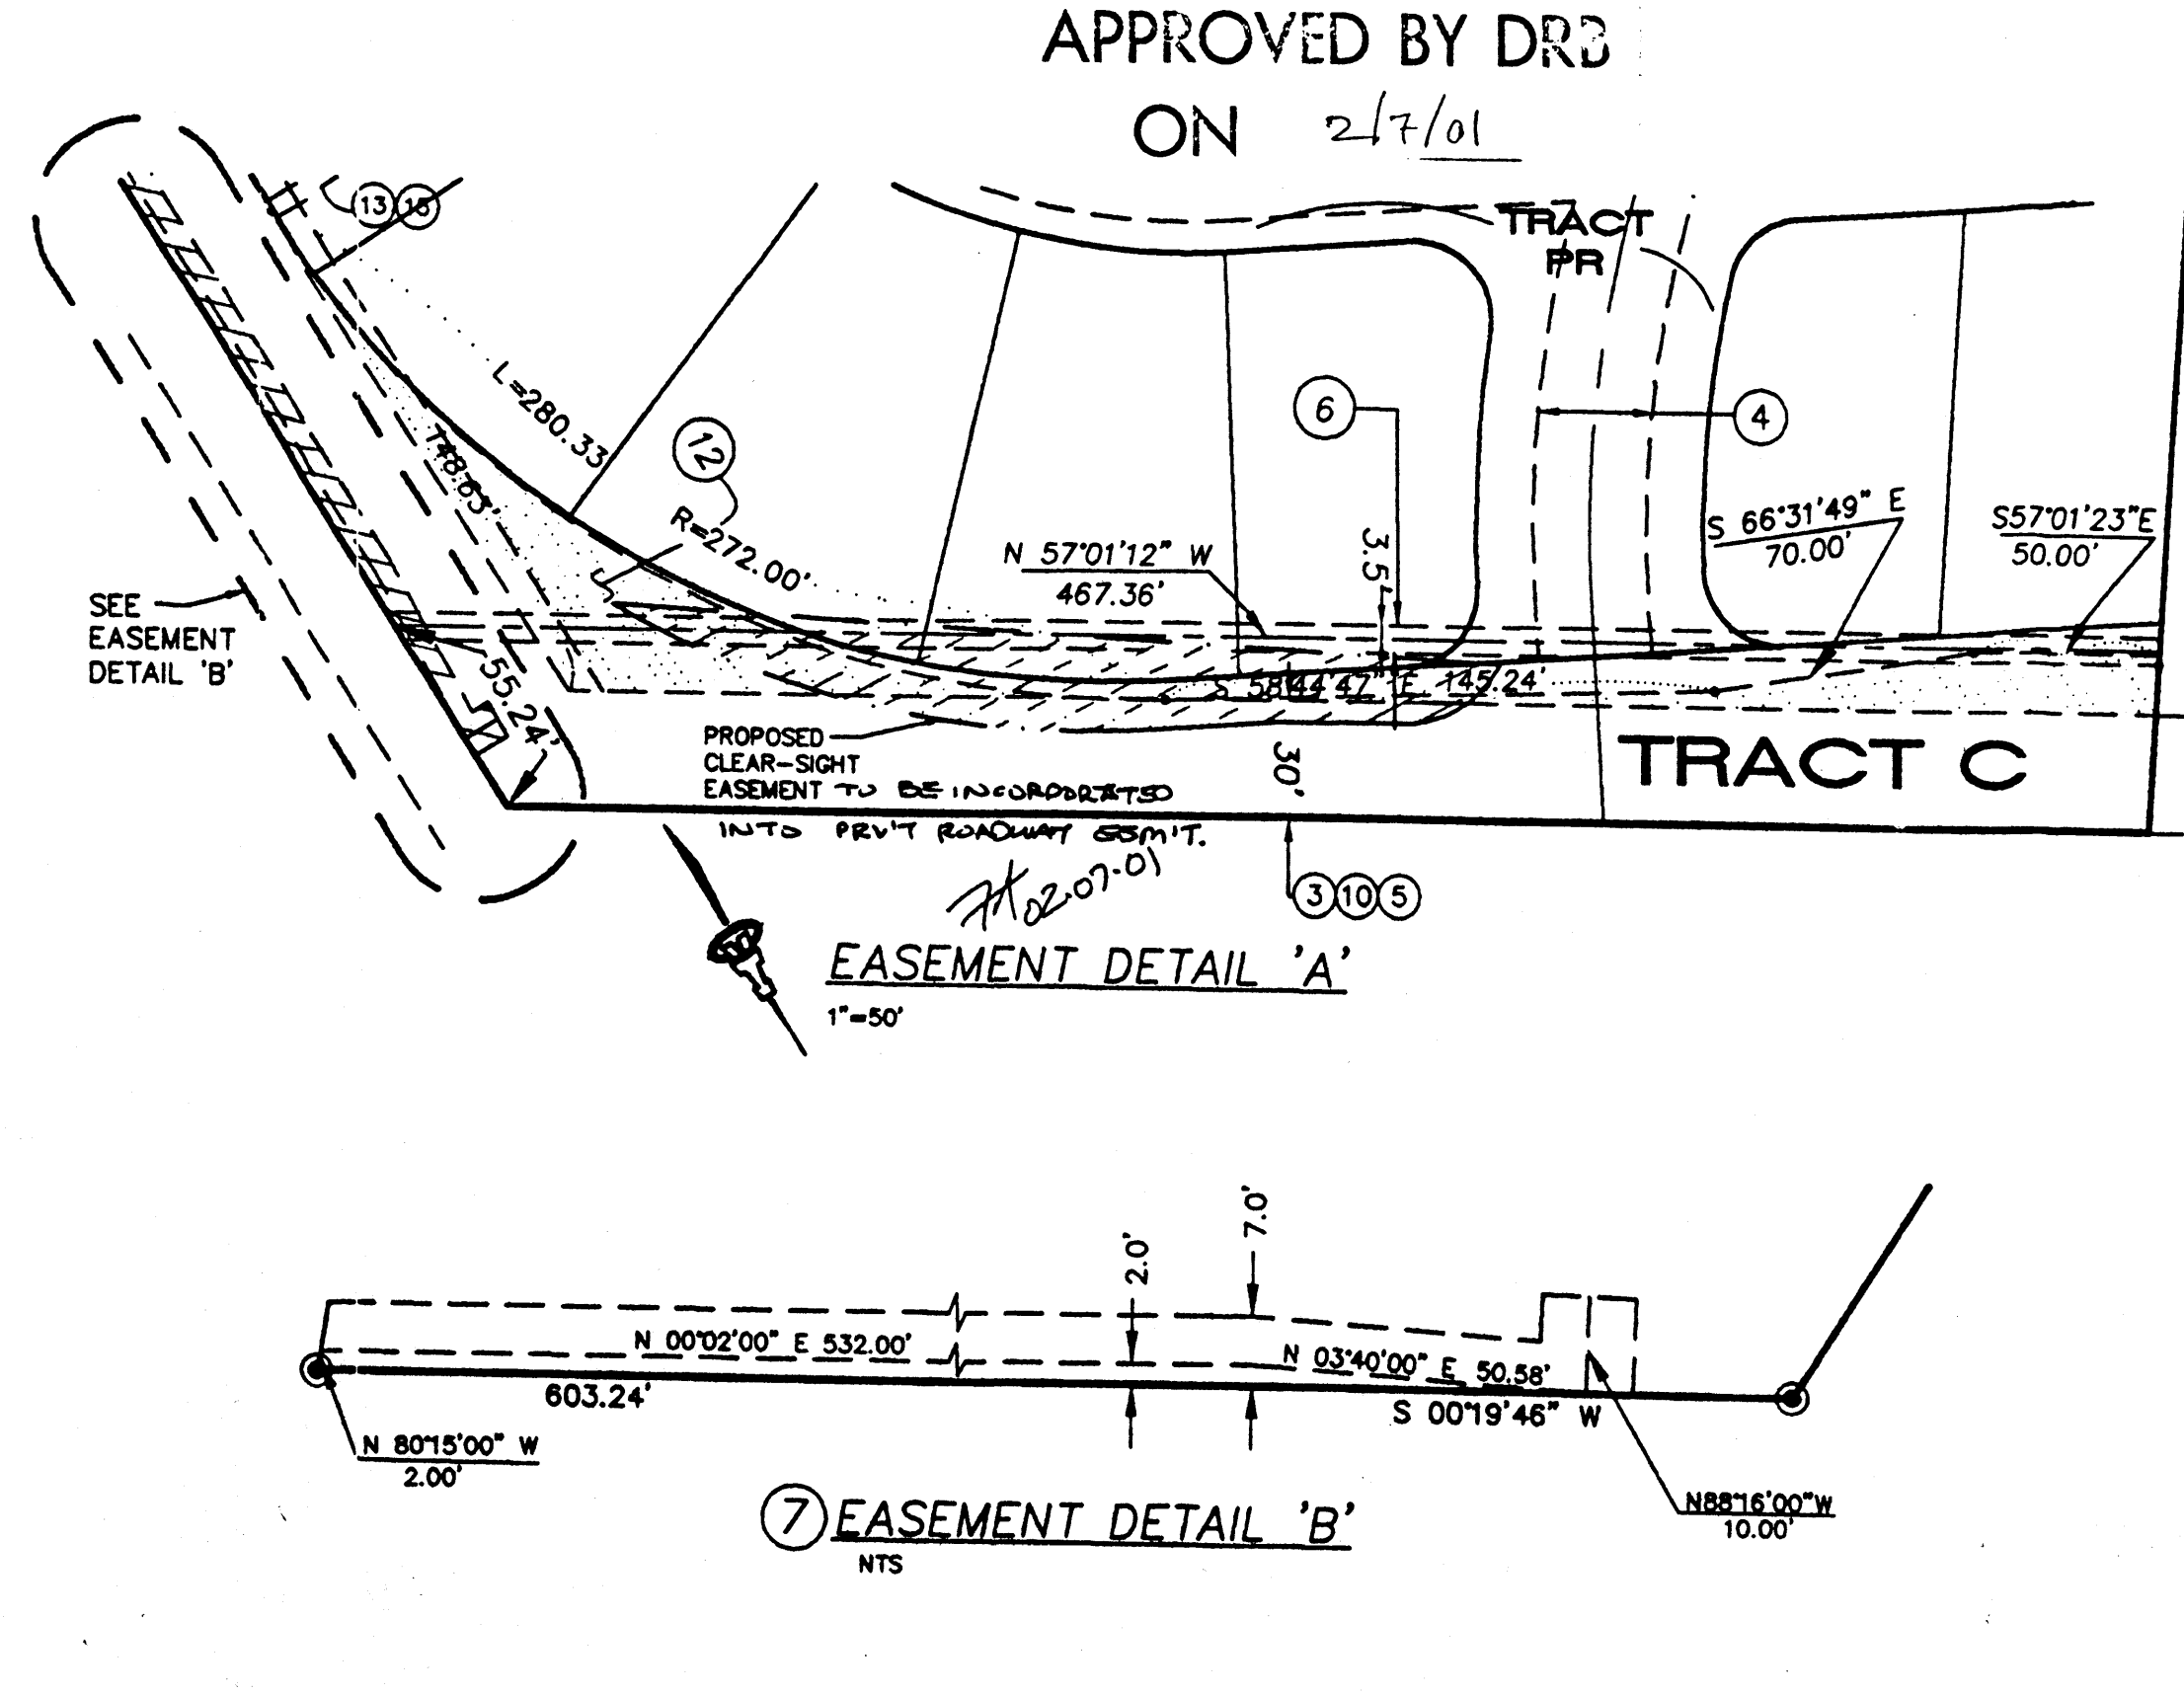 APPROVED BY DRB
ON 2/7/01
13 15
TRACT
PR
L=280.33
12
R=272.00'
148.63'
6
4
3.5'
N 57°01'12" W
467.36'
S 66°31'49" E
70.00'
S57°01'23"E
50.00'
SEE
EASEMENT
DETAIL 'B'
55.24'
S 58°44'47" E 145.24'
PROPOSED
CLEAR-SIGHT
EASEMENT TO BE INCORPORATED
INTO PRV'T ROADWAY ESM'T.
02.07.01
30'
TRACT C
3 10 5
EASEMENT DETAIL 'A'
1"=50'
2.0'
7.0'
N 00°02'00" E 532.00'
N 03°40'00" E 50.58'
603.24'
S 00°19'46" W
N 80°15'00" W
2.00'
N88°16'00"W
10.00'
7 EASEMENT DETAIL 'B'
NTS